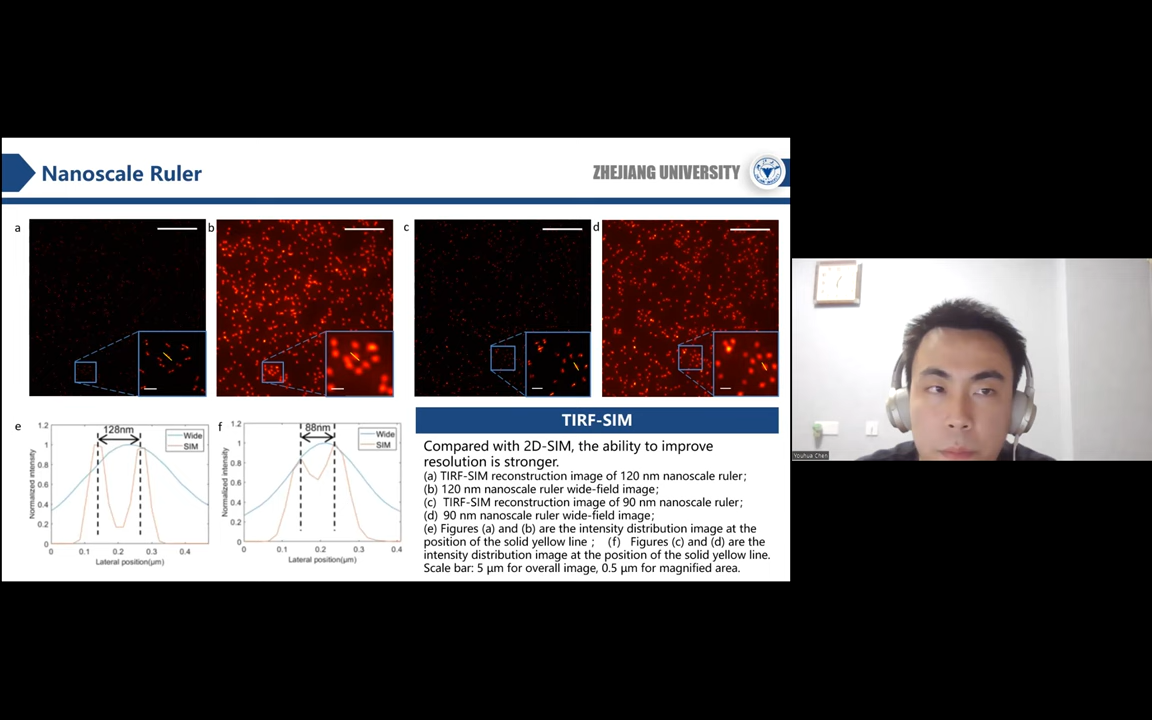 Nanoscale Ruler
ZHEJIANG UNIVERSITY
a
b
c
d
e
1.2
1
0.8
0.6
0.4
0.2
0
Normalized intensity
128nm
Wide
SIM
0
0.1
0.2
0.3
0.4
Lateral position(μm)
f
1.2
1
0.8
0.6
0.4
0.2
0
Normalized intensity
88nm
Wide
SIM
0
0.1
0.2
0.3
0.4
Lateral position(μm)
TIRF-SIM
Compared with 2D-SIM, the ability to improve
resolution is stronger.
(a) TIRF-SIM reconstruction image of 120 nm nanoscale ruler;
(b) 120 nm nanoscale ruler wide-field image;
(c) TIRF-SIM reconstruction image of 90 nm nanoscale ruler;
(d) 90 nm nanoscale ruler wide-field image;
(e) Figures (a) and (b) are the intensity distribution image at the
position of the solid yellow line ; (f) Figures (c) and (d) are the
intensity distribution image at the position of the solid yellow line.
Scale bar: 5 μm for overall image, 0.5 μm for magnified area.
Youhua Chen